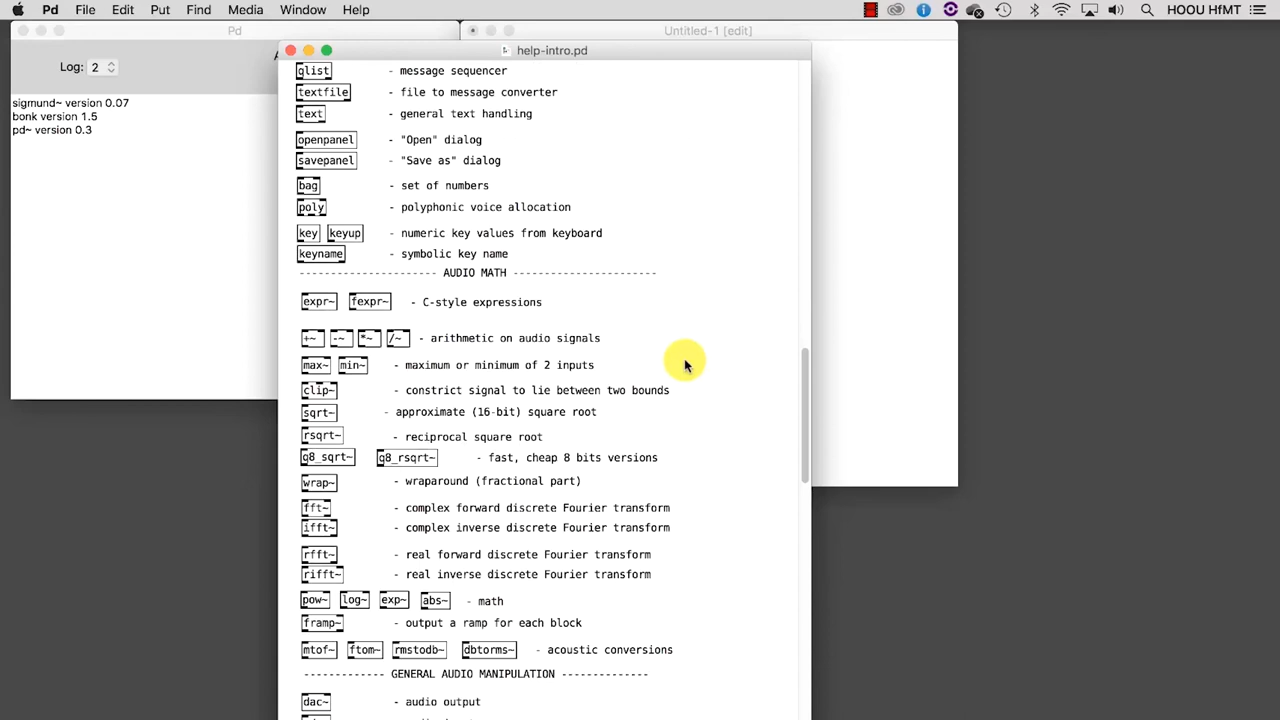 Pd File Edit Put Find Media Window Help HOOU HfMT
Pd
Untitled-1 [edit]
help-intro.pd
Log: 2
sigmund~ version 0.07
bonk version 1.5
pd~ version 0.3
qlist - message sequencer
textfile - file to message converter
text - general text handling
openpanel - "Open" dialog
savepanel - "Save as" dialog
bag - set of numbers
poly - polyphonic voice allocation
key keyup - numeric key values from keyboard
keyname - symbolic key name
---------------------- AUDIO MATH -----------------------
expr~ fexpr~ - C-style expressions
+~ -~ *~ /~ - arithmetic on audio signals
max~ min~ - maximum or minimum of 2 inputs
clip~ - constrict signal to lie between two bounds
sqrt~ - approximate (16-bit) square root
rsqrt~ - reciprocal square root
q8_sqrt~ q8_rsqrt~ - fast, cheap 8 bits versions
wrap~ - wraparound (fractional part)
fft~ - complex forward discrete Fourier transform
ifft~ - complex inverse discrete Fourier transform
rfft~ - real forward discrete Fourier transform
rifft~ - real inverse discrete Fourier transform
pow~ log~ exp~ abs~ - math
framp~ - output a ramp for each block
mtof~ ftom~ rmstodb~ dbtorms~ - acoustic conversions
------------- GENERAL AUDIO MANIPULATION --------------
dac~ - audio output